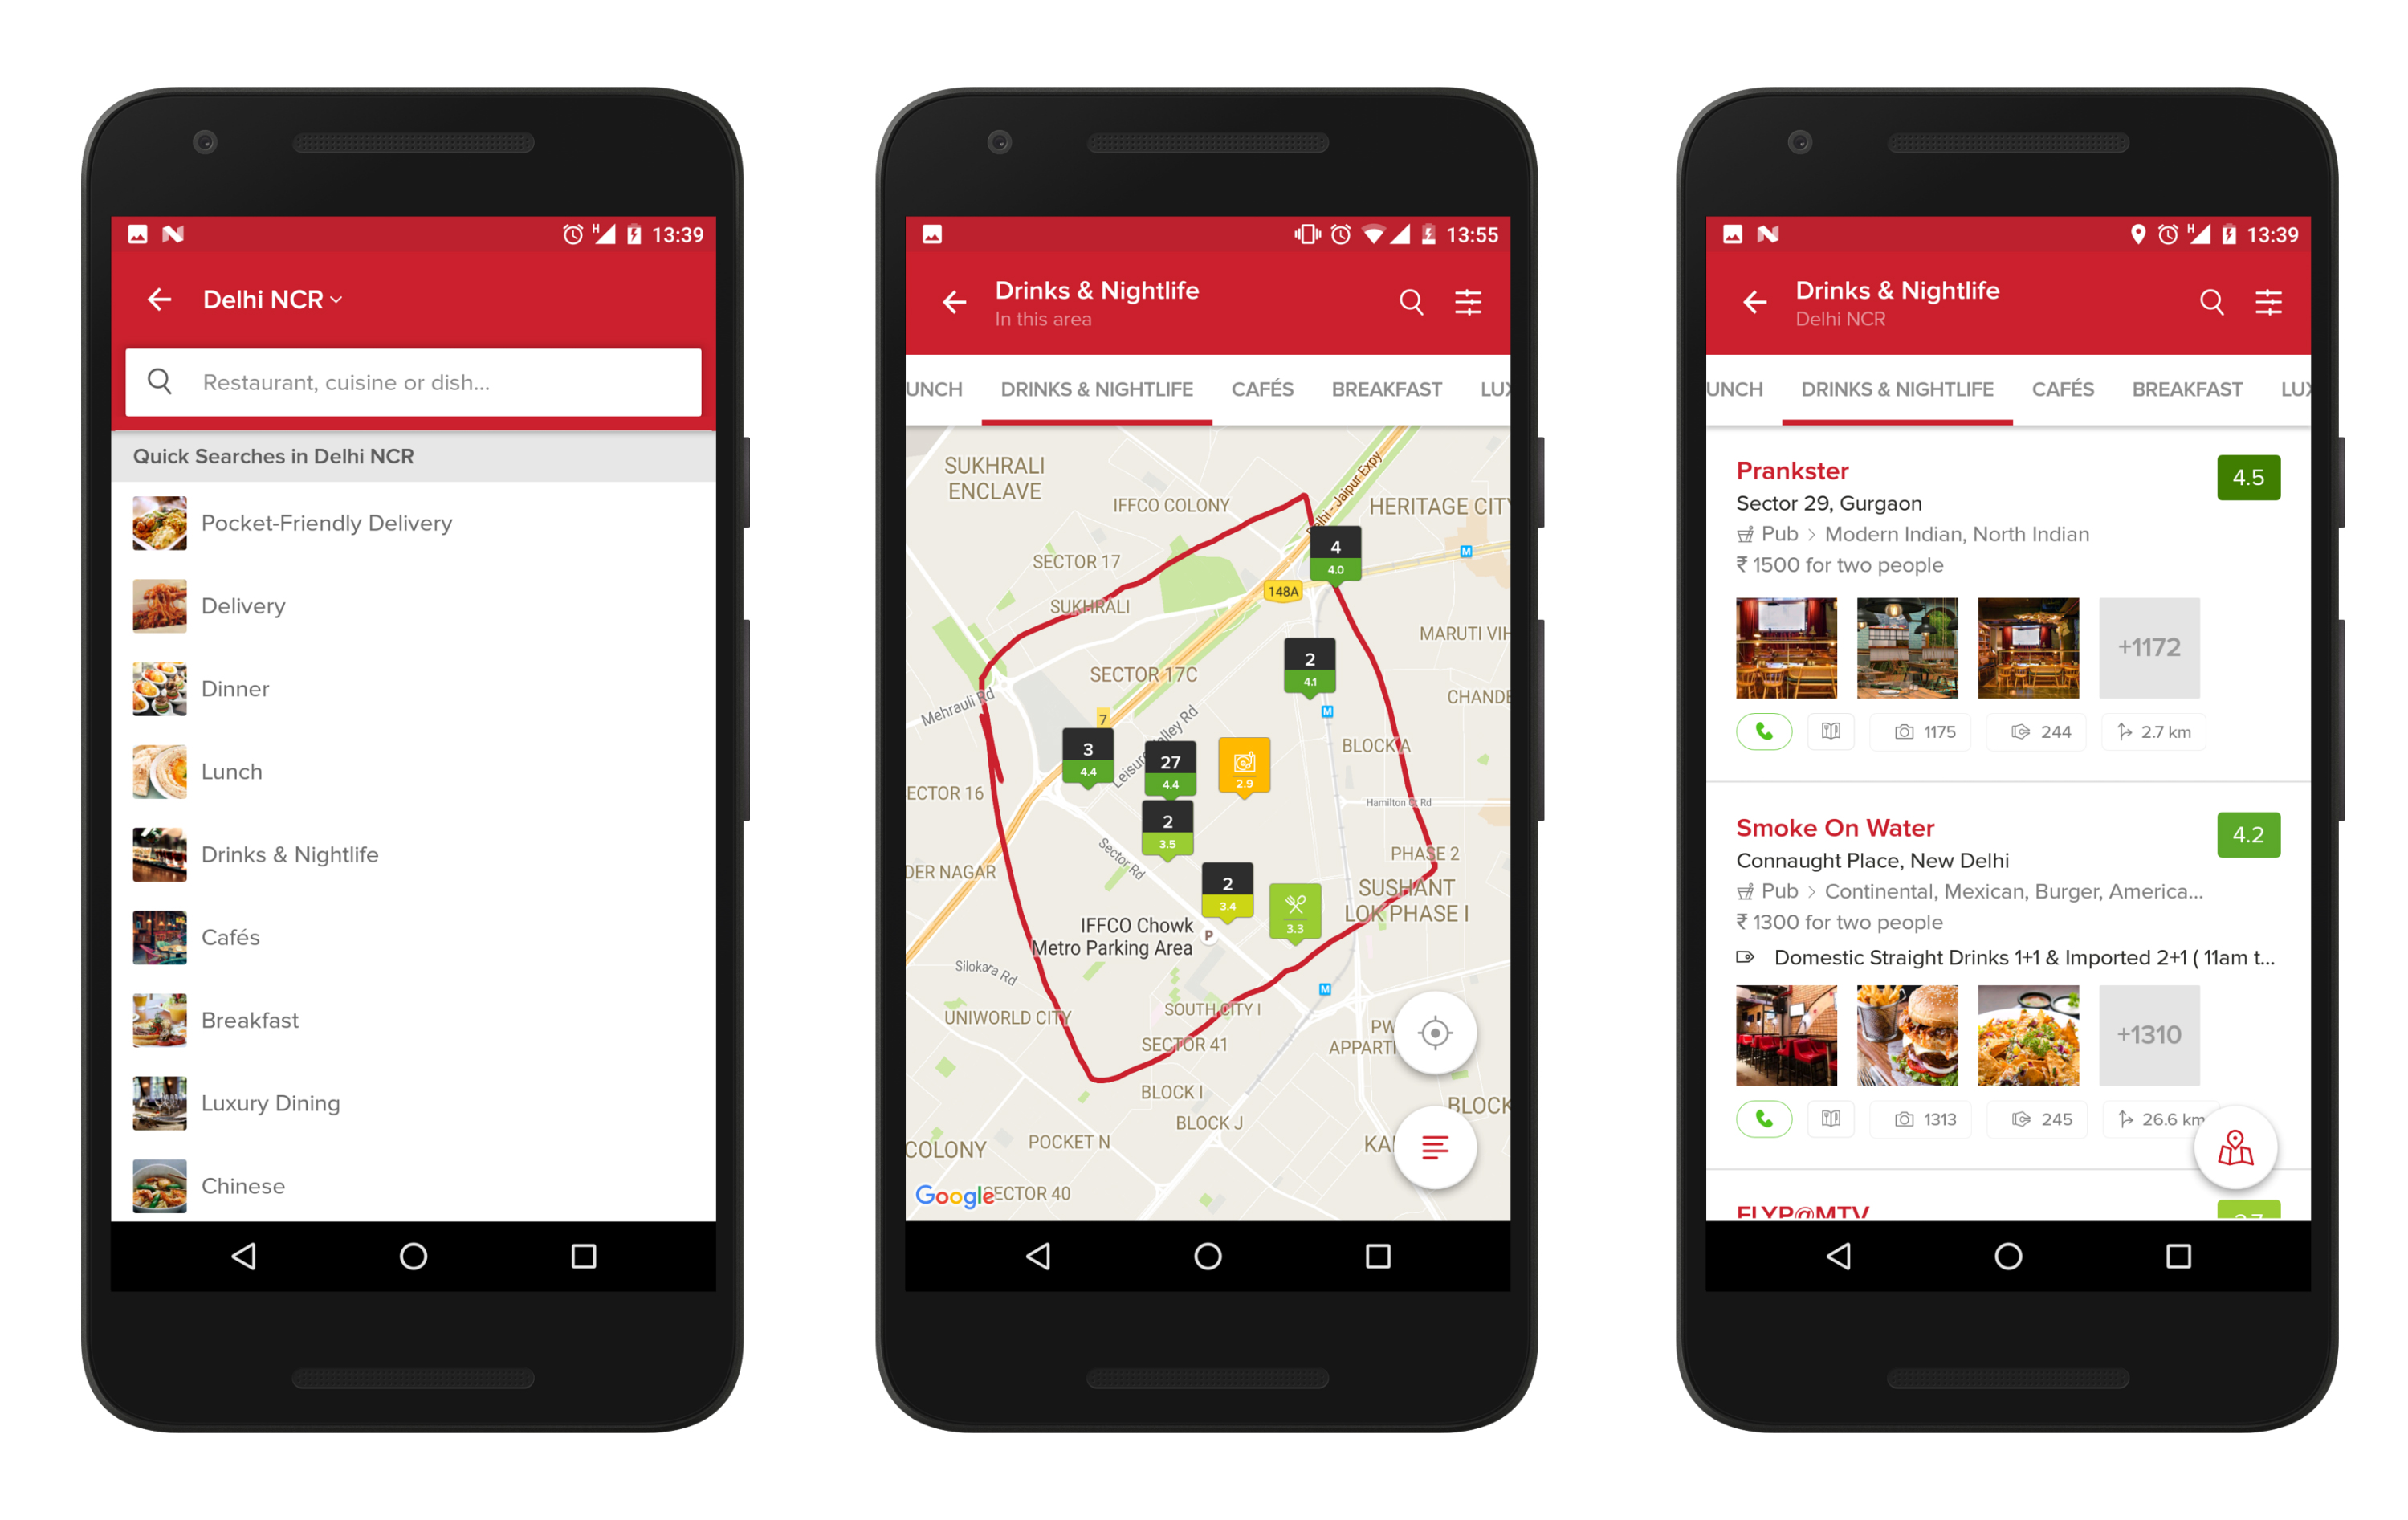 13:39
Delhi NCR
Restaurant, cuisine or dish...
Quick Searches in Delhi NCR
Pocket-Friendly Delivery
Delivery
Dinner
Lunch
Drinks & Nightlife
Cafés
Breakfast
Luxury Dining
Chinese
13:55
Drinks & Nightlife
In this area
UNCH DRINKS & NIGHTLIFE CAFÉS BREAKFAST LUX
SUKHRALI
ENCLAVE
IFFCO COLONY
Delhi - Jaipur Expy
HERITAGE CITY
4
4.0
M
SECTOR 17
148A
SUKHRALI
MARUTI VIH
2
4.1
SECTOR 17C
CHANDE
Mehrauli Rd
M
7
Leisure Valley Rd
BLOCK A
3
4.4
27
4.4
2.9
ECTOR 16
Hamilton Ct Rd
2
3.5
Sector Rd
PHASE 2
DER NAGAR
SUSHANT
LOK PHASE I
2
3.4
3.3
IFFCO Chowk
Metro Parking Area
P
Silokara Rd
M
SOUTH CITY I
UNIWORLD CITY
PW
APPARTI
SECTOR 41
BLOCK I
BLOCK
BLOCK J
COLONY
POCKET N
KA
Google
SECTOR 40
N
H
13:39
Drinks & Nightlife
Delhi NCR
UNCH DRINKS & NIGHTLIFE CAFÉS BREAKFAST LUX
Prankster
4.5
Sector 29, Gurgaon
Pub > Modern Indian, North Indian
₹ 1500 for two people
+1172
1175 244 2.7 km
Smoke On Water
4.2
Connaught Place, New Delhi
Pub > Continental, Mexican, Burger, America...
₹ 1300 for two people
Domestic Straight Drinks 1+1 & Imported 2+1 ( 11am t...
+1310
1313 245 26.6 km
FLYP@MTV